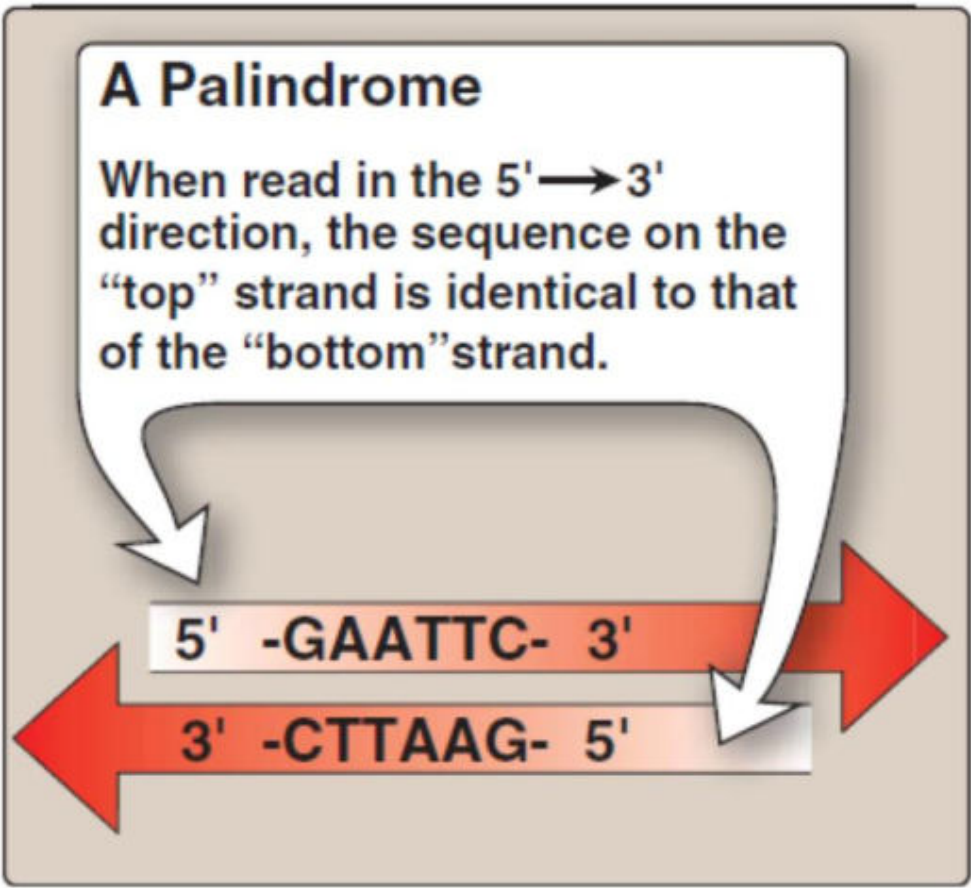 A Palindrome
When read in the 5'→3'
direction, the sequence on the
“top” strand is identical to that
of the “bottom”strand.
5' -GAATTC- 3'
3' -CTTAAG- 5'